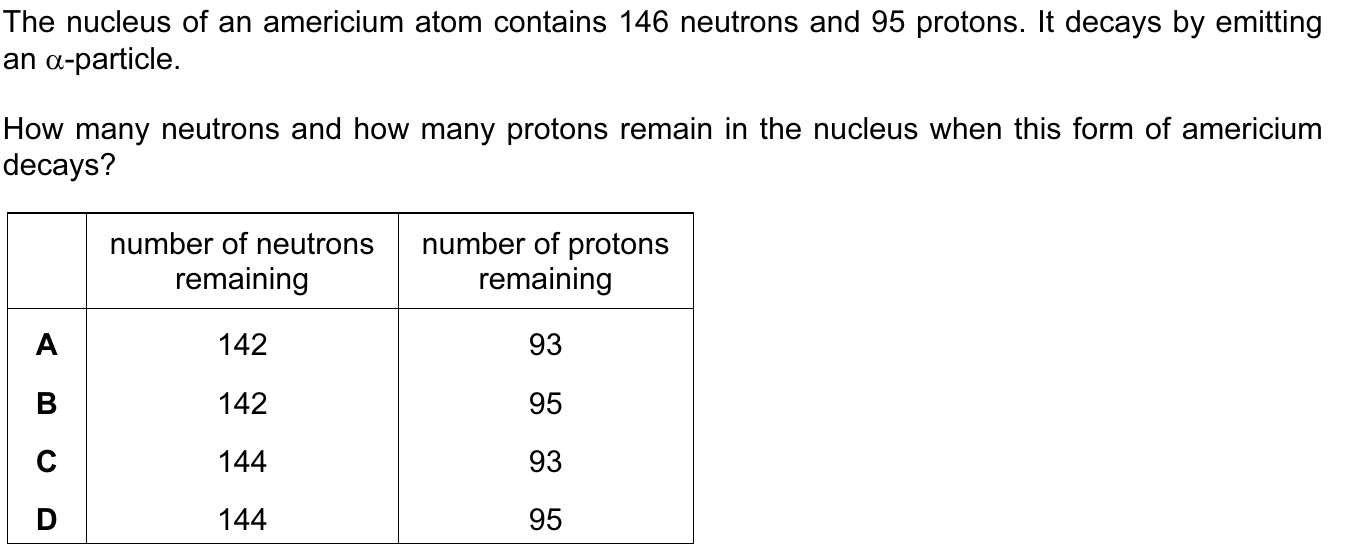 The nucleus of an americium atom contains 146 neutrons and 95 protons. It decays by emitting
an α-particle.
How many neutrons and how many protons remain in the nucleus when this form of americium
decays?
number of neutrons remaining number of protons remaining
A 142 93
B 142 95
C 144 93
D 144 95